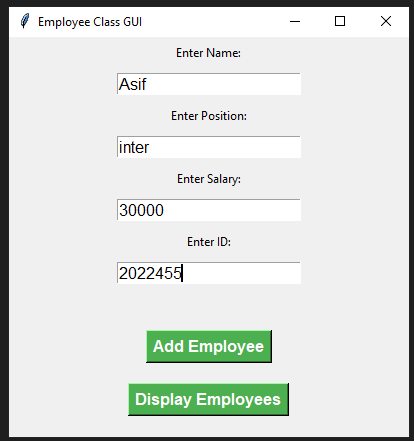 Employee Class GUI
Enter Name:
Asif
Enter Position:
inter
Enter Salary:
30000
Enter ID:
2022455
Add Employee
Display Employees